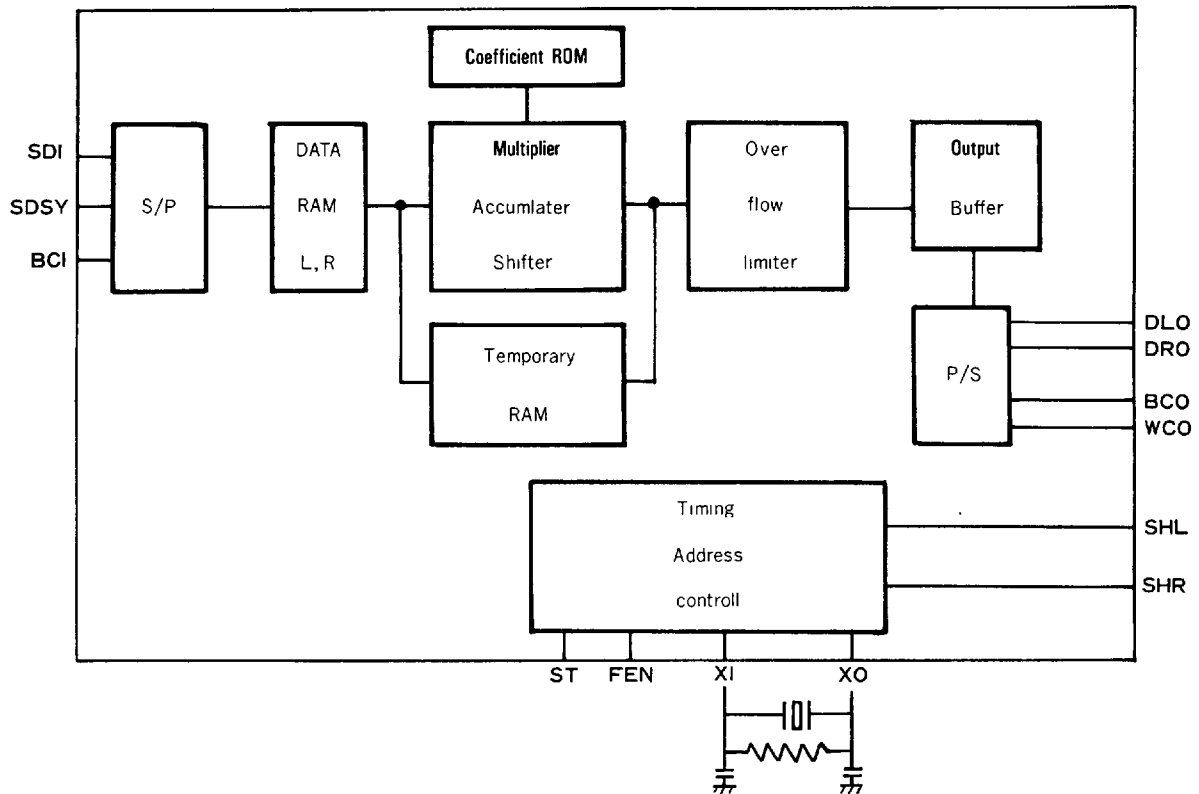 Coefficient ROM
SDI
SDSY
BCI
S/P
DATA
RAM
L,R
Multiplier
Accumlater
Shifter
Over
flow
limiter
Output
Buffer
Temporary
RAM
P/S
DLO
DRO
BCO
WCO
Timing
Address
controll
SHL
SHR
ST
FEN
XI
XO